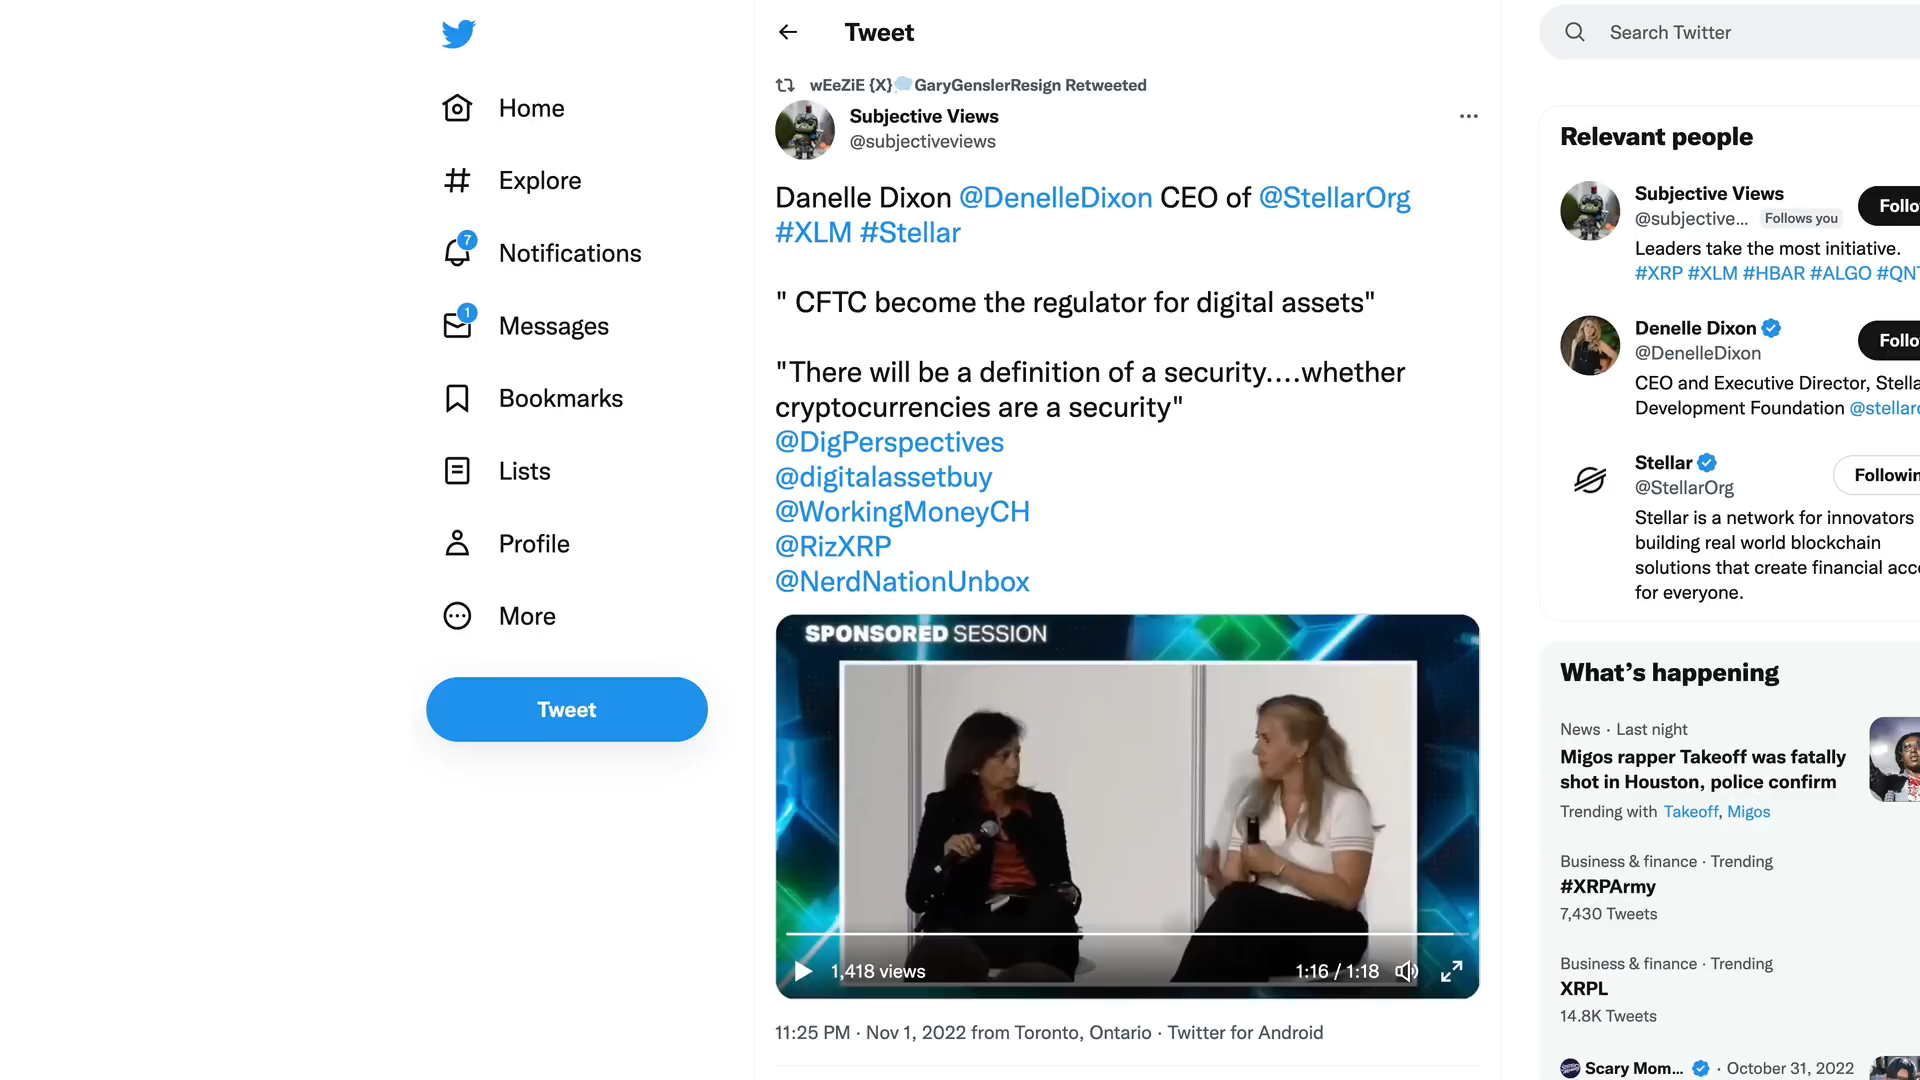 Tweet
Search Twitter
Home
Explore
7
Notifications
1
Messages
Bookmarks
Lists
Profile
More
Tweet
wEeZiE {X} GaryGenslerResign Retweeted
Subjective Views
@subjectiveviews
Danelle Dixon @DenelleDixon CEO of @StellarOrg
#XLM #Stellar
" CFTC become the regulator for digital assets"
"There will be a definition of a security....whether
cryptocurrencies are a security"
@DigPerspectives
@digitalassetbuy
@WorkingMoneyCH
@RizXRP
@NerdNationUnbox
SPONSORED SESSION
1,418 views
1:16 / 1:18
11:25 PM · Nov 1, 2022 from Toronto, Ontario · Twitter for Android
Relevant people
Subjective Views
@subjective... Follows you
Follo
Leaders take the most initiative.
#XRP #XLM #HBAR #ALGO #QNT
Denelle Dixon
@DenelleDixon
Follo
CEO and Executive Director, Stella
Development Foundation @stellaro
Stellar
@StellarOrg
Followin
Stellar is a network for innovators
building real world blockchain
solutions that create financial acc
for everyone.
What's happening
News · Last night
Migos rapper Takeoff was fatally
shot in Houston, police confirm
Trending with Takeoff, Migos
Business & finance · Trending
#XRPArmy
7,430 Tweets
Business & finance · Trending
XRPL
14.8K Tweets
Scary Mom... · October 31, 2022